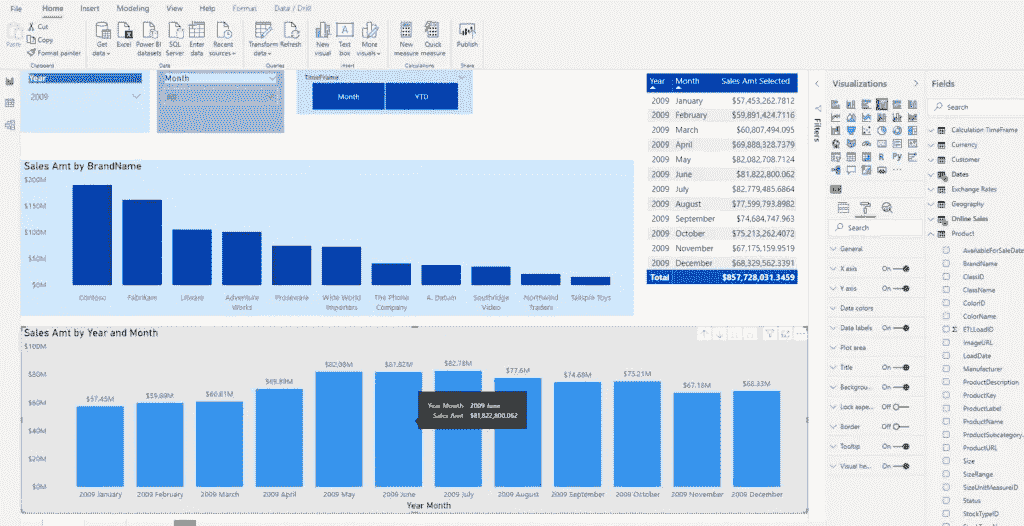 File Home Insert Modeling View Help Format Data / Drill
Cut
Copy
Format painter
Paste
Get data
Excel
Power BI datasets
SQL Server
Enter data
Recent sources
Transform data
Refresh
New visual
Text box
More visuals
New measure
Quick measure
Publish
Clipboard Data Queries Insert Calculations Share
Year
2009
Month
All
TimeFrame
Month YTD
Year Month Sales Amt Selected
2009 January $57,453,262.7812
2009 February $59,891,424.7116
2009 March $60,807,494.095
2009 April $69,888,328.7379
2009 May $82,082,708.7124
2009 June $81,822,800.062
2009 July $82,779,485.6864
2009 August $77,599,793.8982
2009 September $74,684,747.963
2009 October $75,213,262.4072
2009 November $67,175,159.9519
2009 December $68,329,562.3391
Total $857,728,031.3459
Sales Amt by BrandName
$200M
$150M
$100M
$50M
$0M
Contoso
Fabrikam
Litware
Adventure Works
Proseware
Wide World Importers
The Phone Company
A. Datum
Southridge Video
Northwind Traders
Tailspin Toys
Sales Amt by Year and Month
$100M
$80M
$60M
$40M
$20M
$0M
$57.45M $59.89M $60.81M $69.89M $82.08M $81.82M $82.78M $77.6M $74.68M $75.21M $67.18M $68.33M
Year Month 2009 June
Sales Amt $81,822,800.062
2009 January 2009 February 2009 March 2009 April 2009 May 2009 June 2009 July 2009 August 2009 September 2009 October 2009 November 2009 December
Year Month
Filters
Visualizations
Search
General
X axis On
Y axis On
Data colors
Data labels On
Plot area
Title On
Backgrou... On
Lock aspe... Off
Border Off
Tooltip On
Visual he... On
Fields
Search
Calculation TimeFrame
Currency
Customer
Dates
Exchange Rates
Geography
Online Sales
Product
AvailableForSaleDate
BrandName
ClassID
ClassName
ColorID
ColorName
ETLLoadID
ImageURL
LoadDate
Manufacturer
ProductDescription
ProductKey
ProductLabel
ProductName
ProductSubcategory
ProductURL
Size
SizeRange
SizeUnitMeasureID
Status
StockTypeID